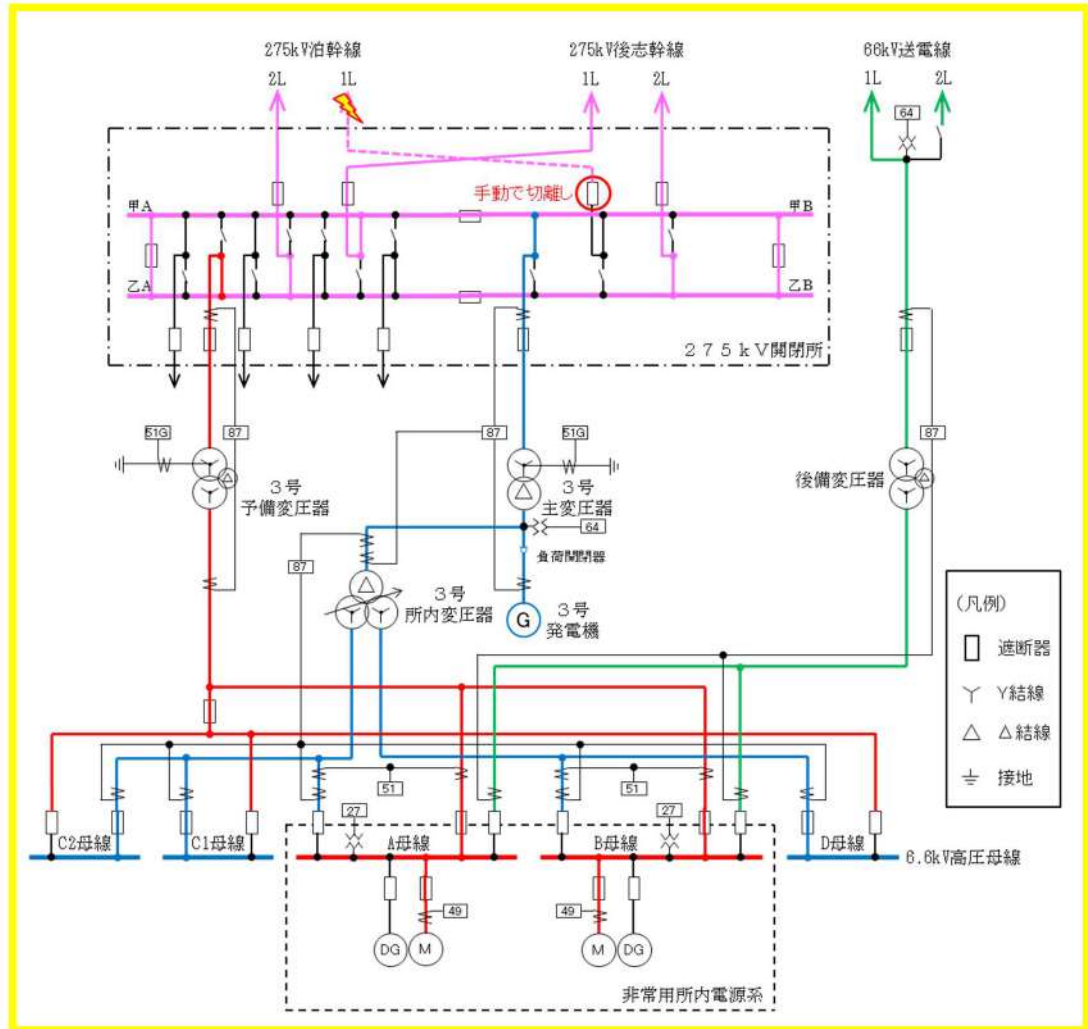 275kV泊幹線
275kV後志幹線
66kV送電線
2L
1L
1L
2L
1L
2L
64
手動で切離し
甲A
甲B
乙A
乙B
275kV開閉所
51G
87
87
51G
87
3号
予備変圧器
3号
主変圧器
後備変圧器
64
負荷開閉器
87
3号
所内変圧器
G
3号
発電機
(凡例)
遮断器
Y結線
△結線
接地
51
51
27
27
C2母線
C1母線
A母線
B母線
D母線
6.6kV高圧母線
49
49
DG
M
M
DG
非常用所内電源系